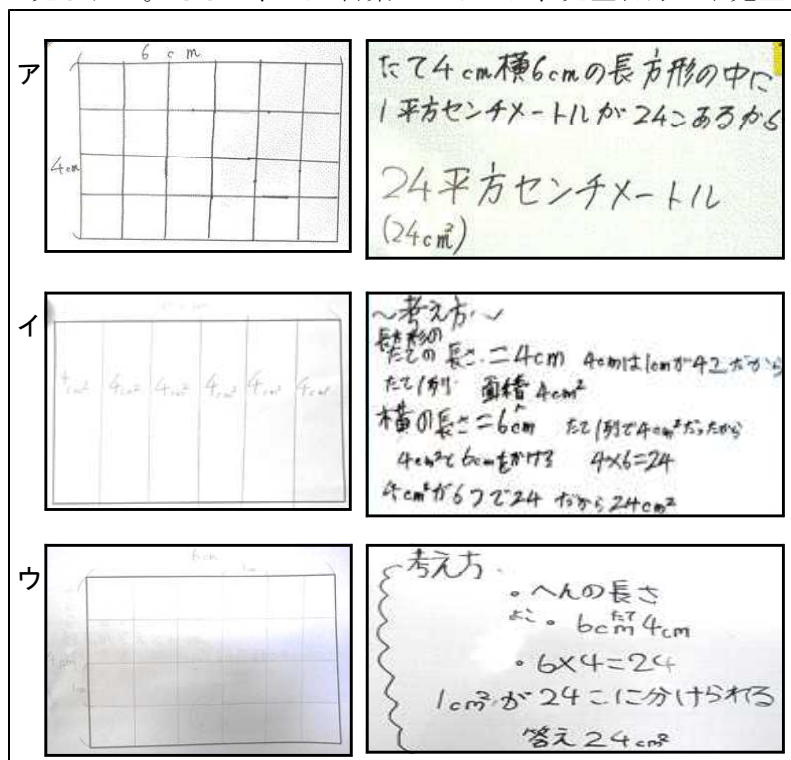 ア
6cm
4cm
たて4cm横6cmの長方形の中に
1平方センチメートルが24こあるから
24平方センチメートル
(24cm²)
イ
4cm² 4cm² 4cm² 4cm² 4cm² 4cm²
～考え方～
長方形の
たての長さ=4cm 4cmは1cmが4こだから
たて1列 面積4cm²
横の長さ=6cm たて1列で4cm²だったから
4cm²と6cmをかける 4×6=24
4cm²が6つで24 だから24cm²
ウ
6cm
考え方
・へんの長さ
よこ・6cm たて4cm
・6×4=24
1cm²が24こに分けられる
答え24cm²